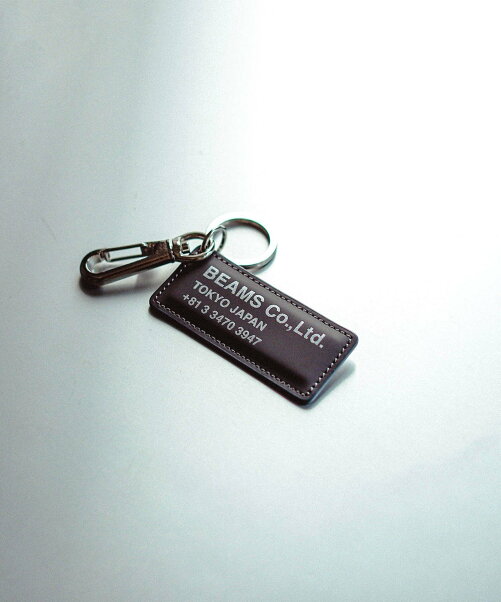 BEAMS Co., Ltd.
TOKYO JAPAN
+81 3 3470 3947